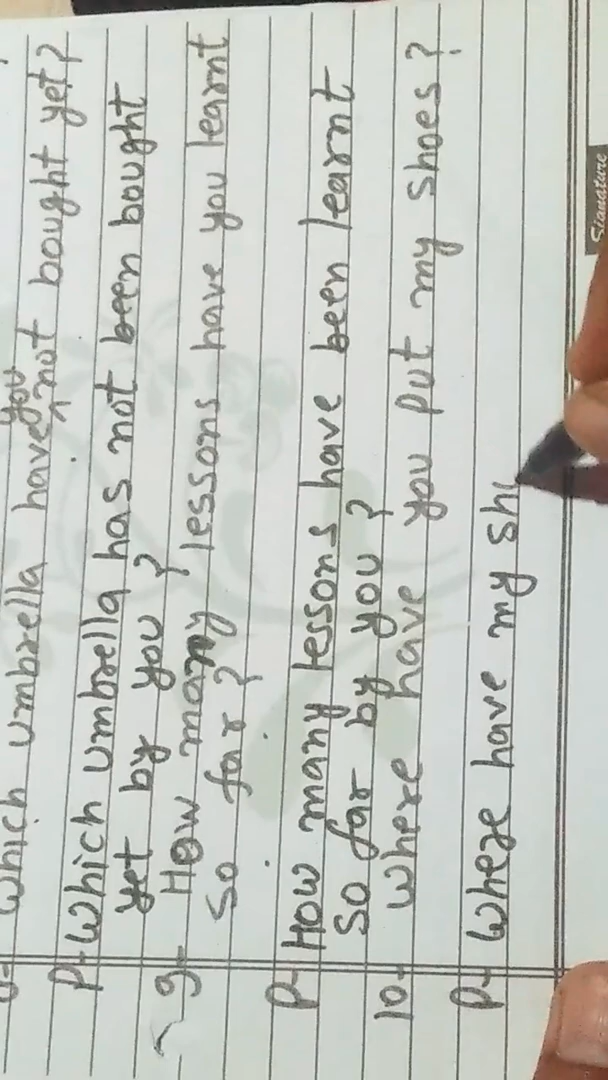 which umbrella have you not bought yet?
P- Which umbrella has not been bought
yet by you?
9- How many lessons have you learnt
so far?
P- How many lessons have been learnt
so far by you?
10- where have you put my shoes?
P- Where have my sh
Signature